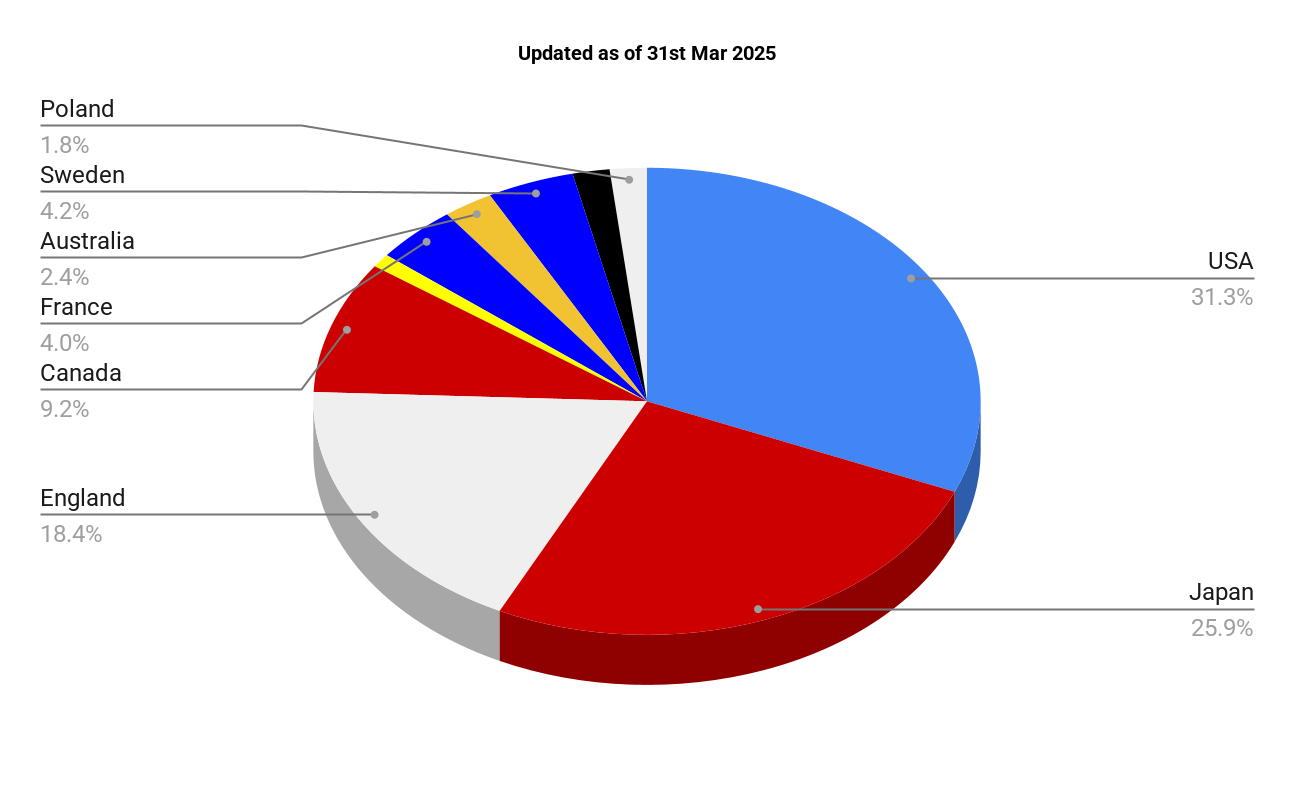 Updated as of 31st Mar 2025
Poland
1.8%
Sweden
4.2%
Australia
2.4%
France
4.0%
Canada
9.2%
England
18.4%
USA
31.3%
Japan
25.9%